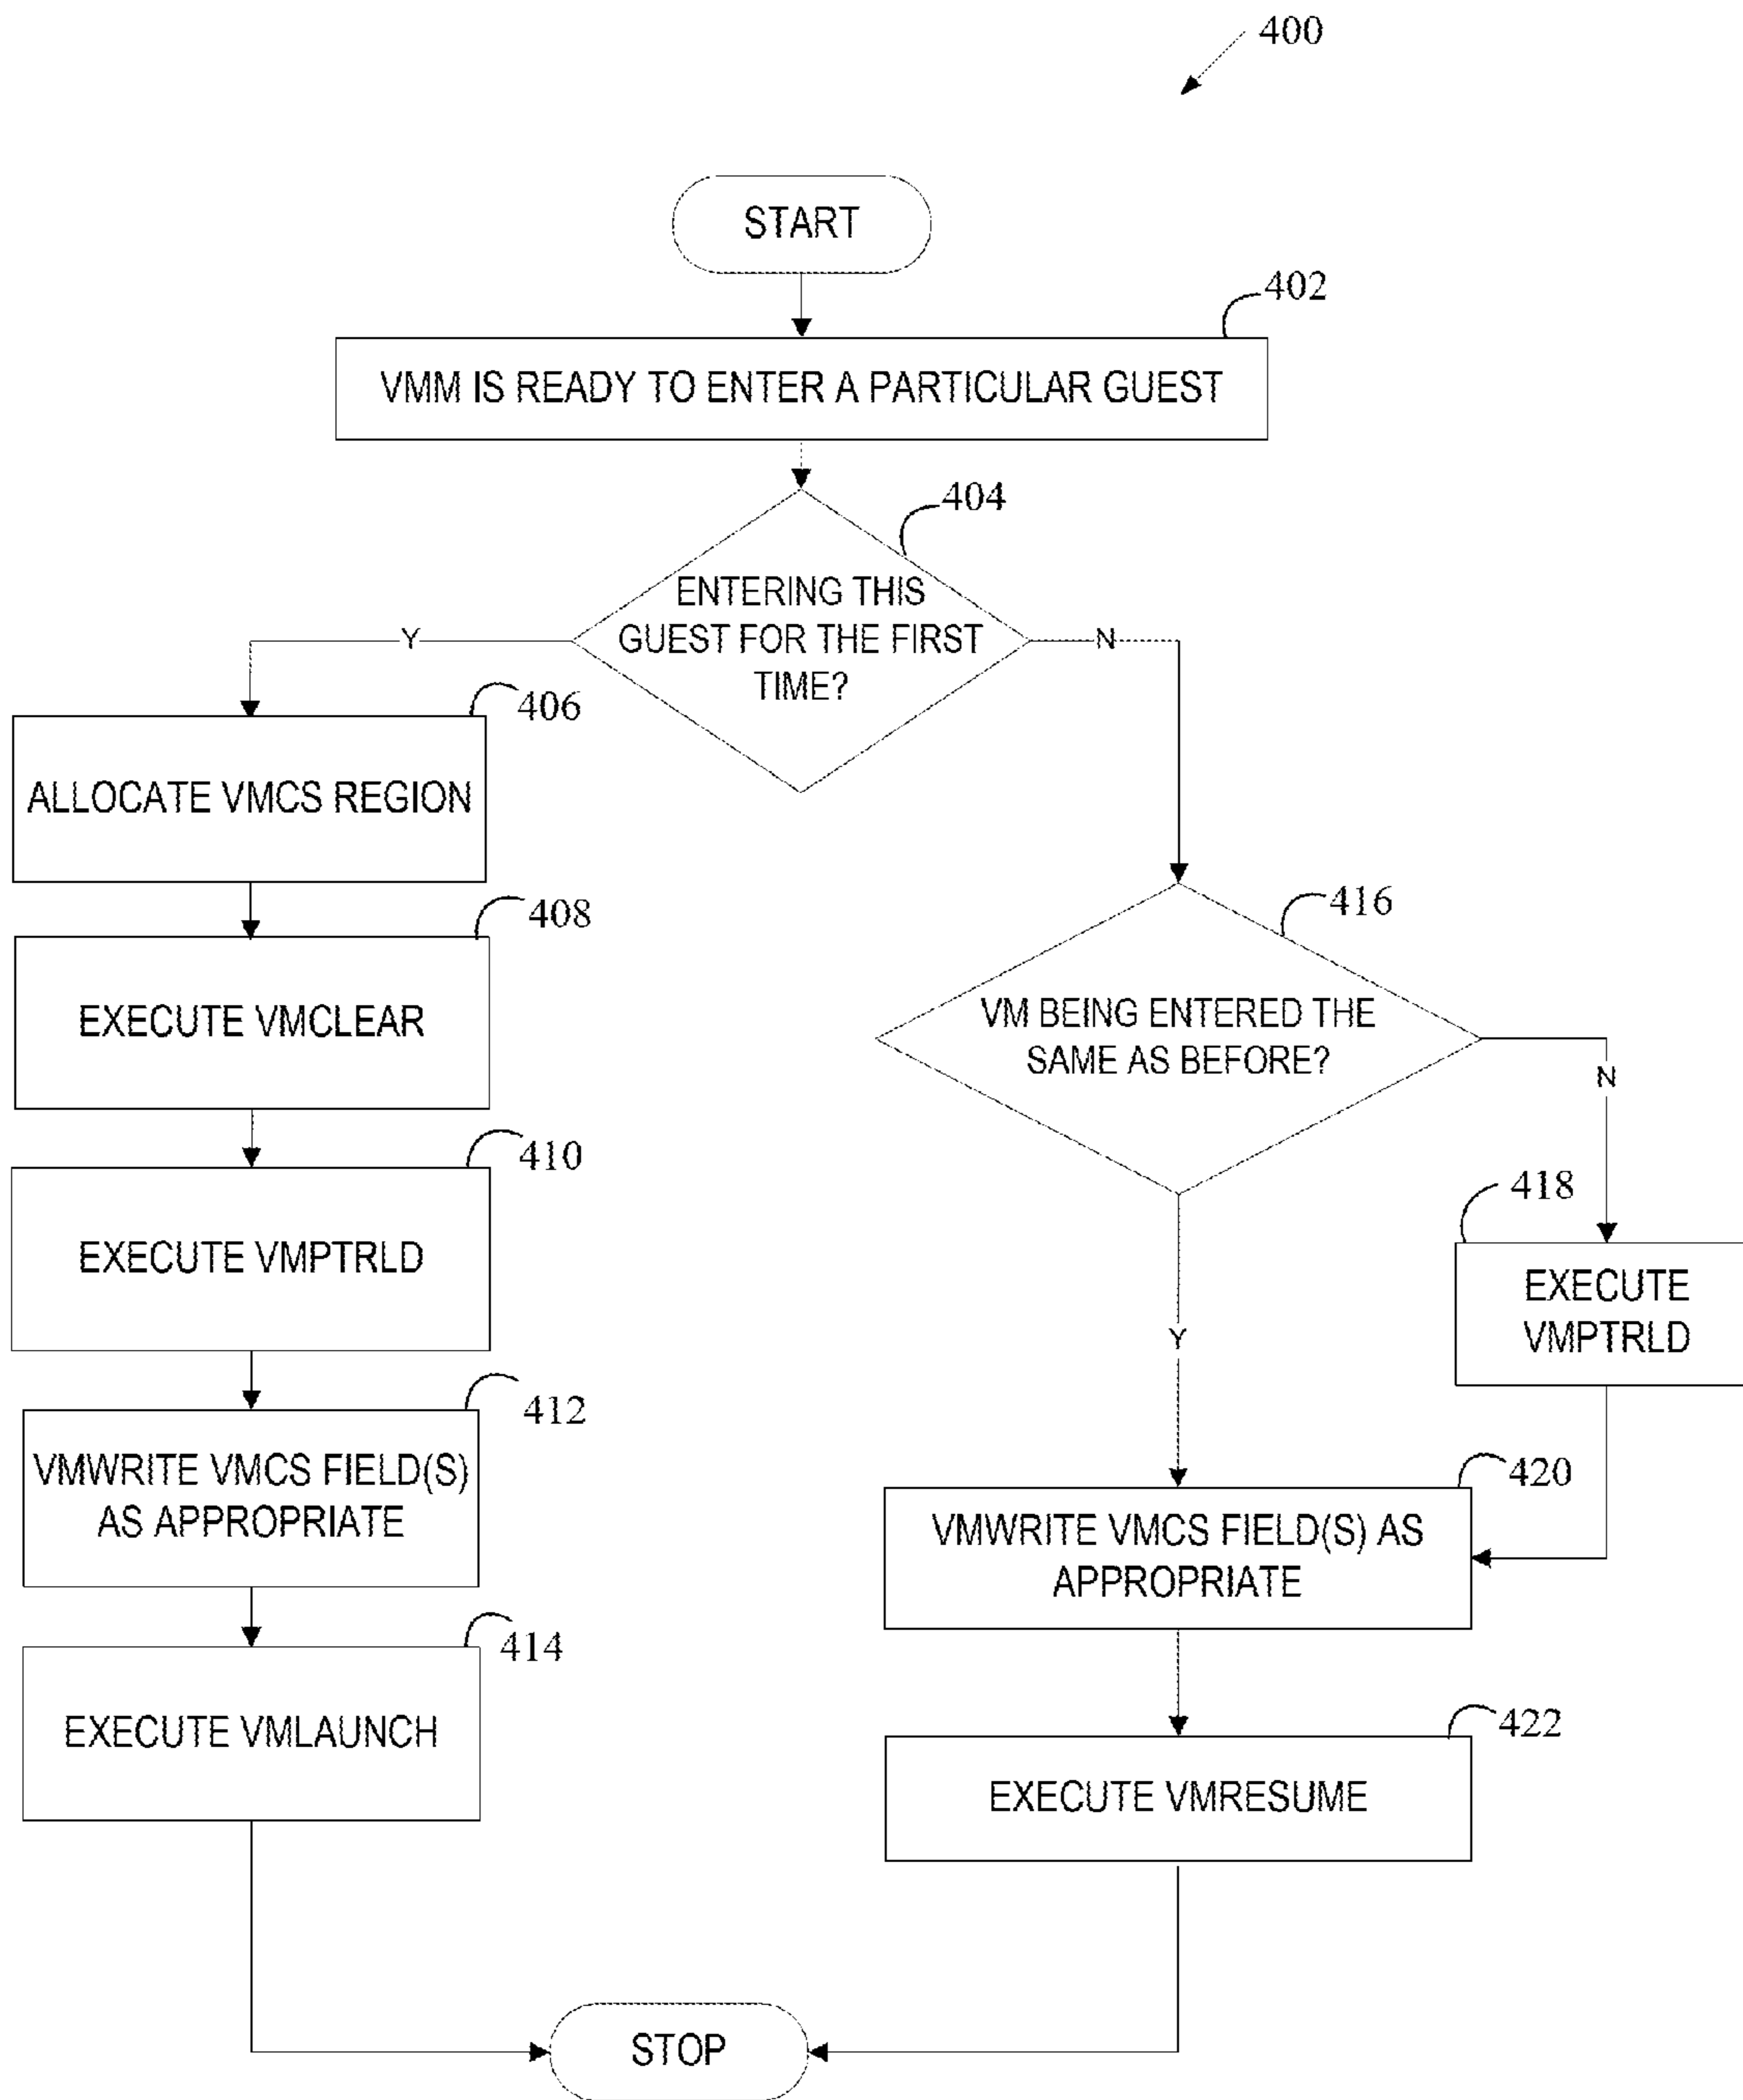 400
START
402
VMM IS READY TO ENTER A PARTICULAR GUEST
404
ENTERING THIS
GUEST FOR THE FIRST
TIME?
Y
N
406
ALLOCATE VMCS REGION
408
EXECUTE VMCLEAR
410
EXECUTE VMPTRLD
412
VMWRITE VMCS FIELD(S)
AS APPROPRIATE
414
EXECUTE VMLAUNCH
416
VM BEING ENTERED THE
SAME AS BEFORE?
N
Y
418
EXECUTE
VMPTRLD
420
VMWRITE VMCS FIELD(S) AS
APPROPRIATE
422
EXECUTE VMRESUME
STOP